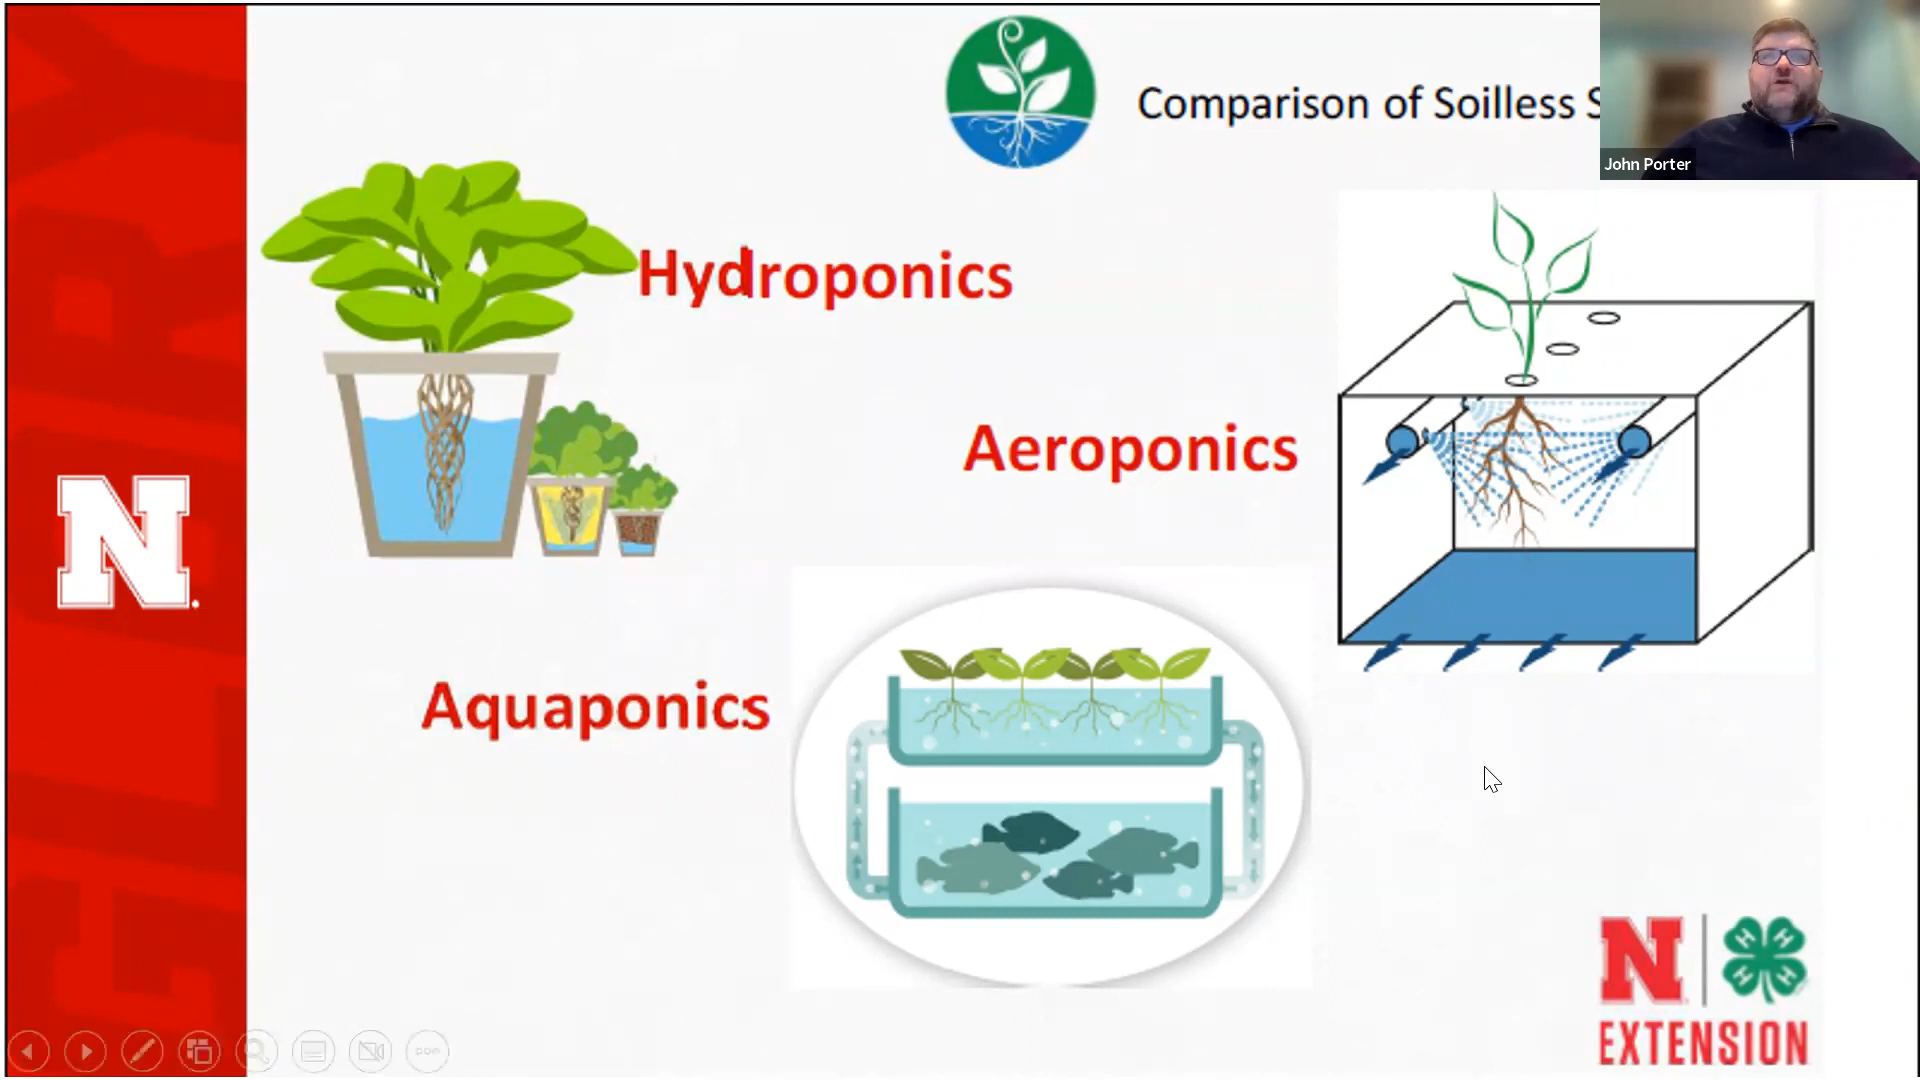 Comparison of Soilless S
John Porter
Hydroponics
Aeroponics
N
Aquaponics
N
H H H H
EXTENSION